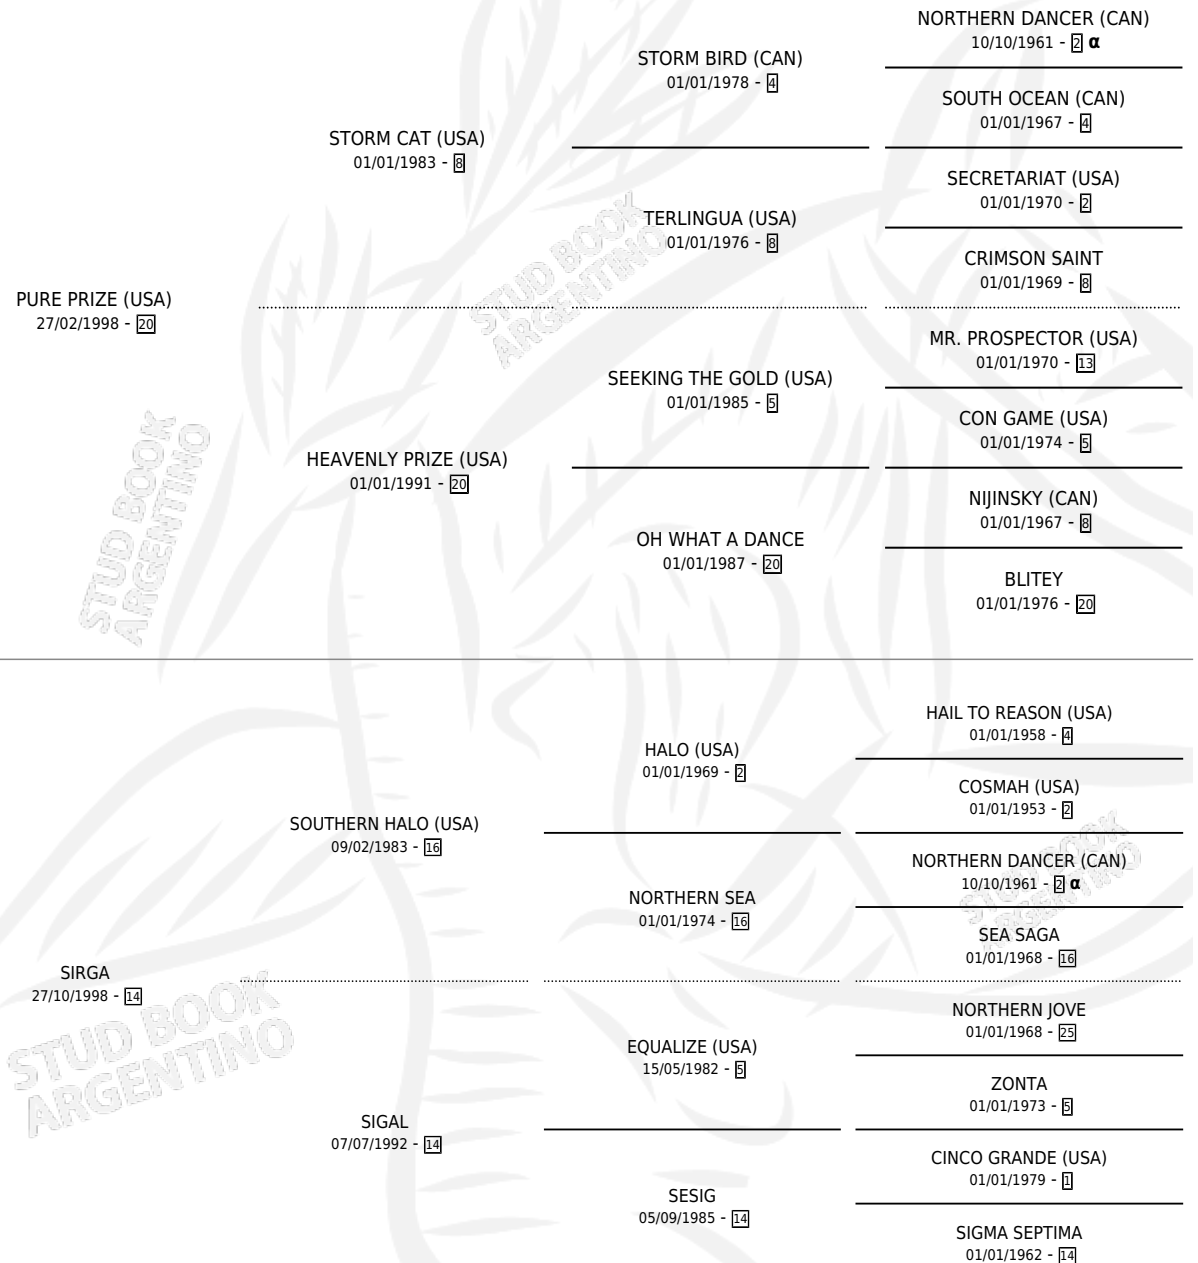 NORTHERN DANCER (CAN)
10/10/1961 - 2 α
STORM BIRD (CAN)
01/01/1978 - 4
SOUTH OCEAN (CAN)
01/01/1967 - 4
STORM CAT (USA)
01/01/1983 - 8
SECRETARIAT (USA)
01/01/1970 - 2
TERLINGUA (USA)
01/01/1976 - 8
CRIMSON SAINT
01/01/1969 - 8
PURE PRIZE (USA)
27/02/1998 - 20
MR. PROSPECTOR (USA)
01/01/1970 - 13
SEEKING THE GOLD (USA)
01/01/1985 - 5
CON GAME (USA)
01/01/1974 - 5
HEAVENLY PRIZE (USA)
01/01/1991 - 20
NIJINSKY (CAN)
01/01/1967 - 8
OH WHAT A DANCE
01/01/1987 - 20
BLITEY
01/01/1976 - 20
HAIL TO REASON (USA)
01/01/1958 - 4
HALO (USA)
01/01/1969 - 2
COSMAH (USA)
01/01/1953 - 2
SOUTHERN HALO (USA)
09/02/1983 - 16
NORTHERN DANCER (CAN)
10/10/1961 - 2 α
NORTHERN SEA
01/01/1974 - 16
SEA SAGA
01/01/1968 - 16
SIRGA
27/10/1998 - 14
NORTHERN JOVE
01/01/1968 - 25
EQUALIZE (USA)
15/05/1982 - 5
ZONTA
01/01/1973 - 5
SIGAL
07/07/1992 - 14
CINCO GRANDE (USA)
01/01/1979 - 1
SESIG
05/09/1985 - 14
SIGMA SEPTIMA
01/01/1962 - 14
STUD BOOK
ARGENTINO
STUD BOOK
ARGENTINO
STUD BOOK
ARGENTINO
STUD BOOK
ARGENTINO